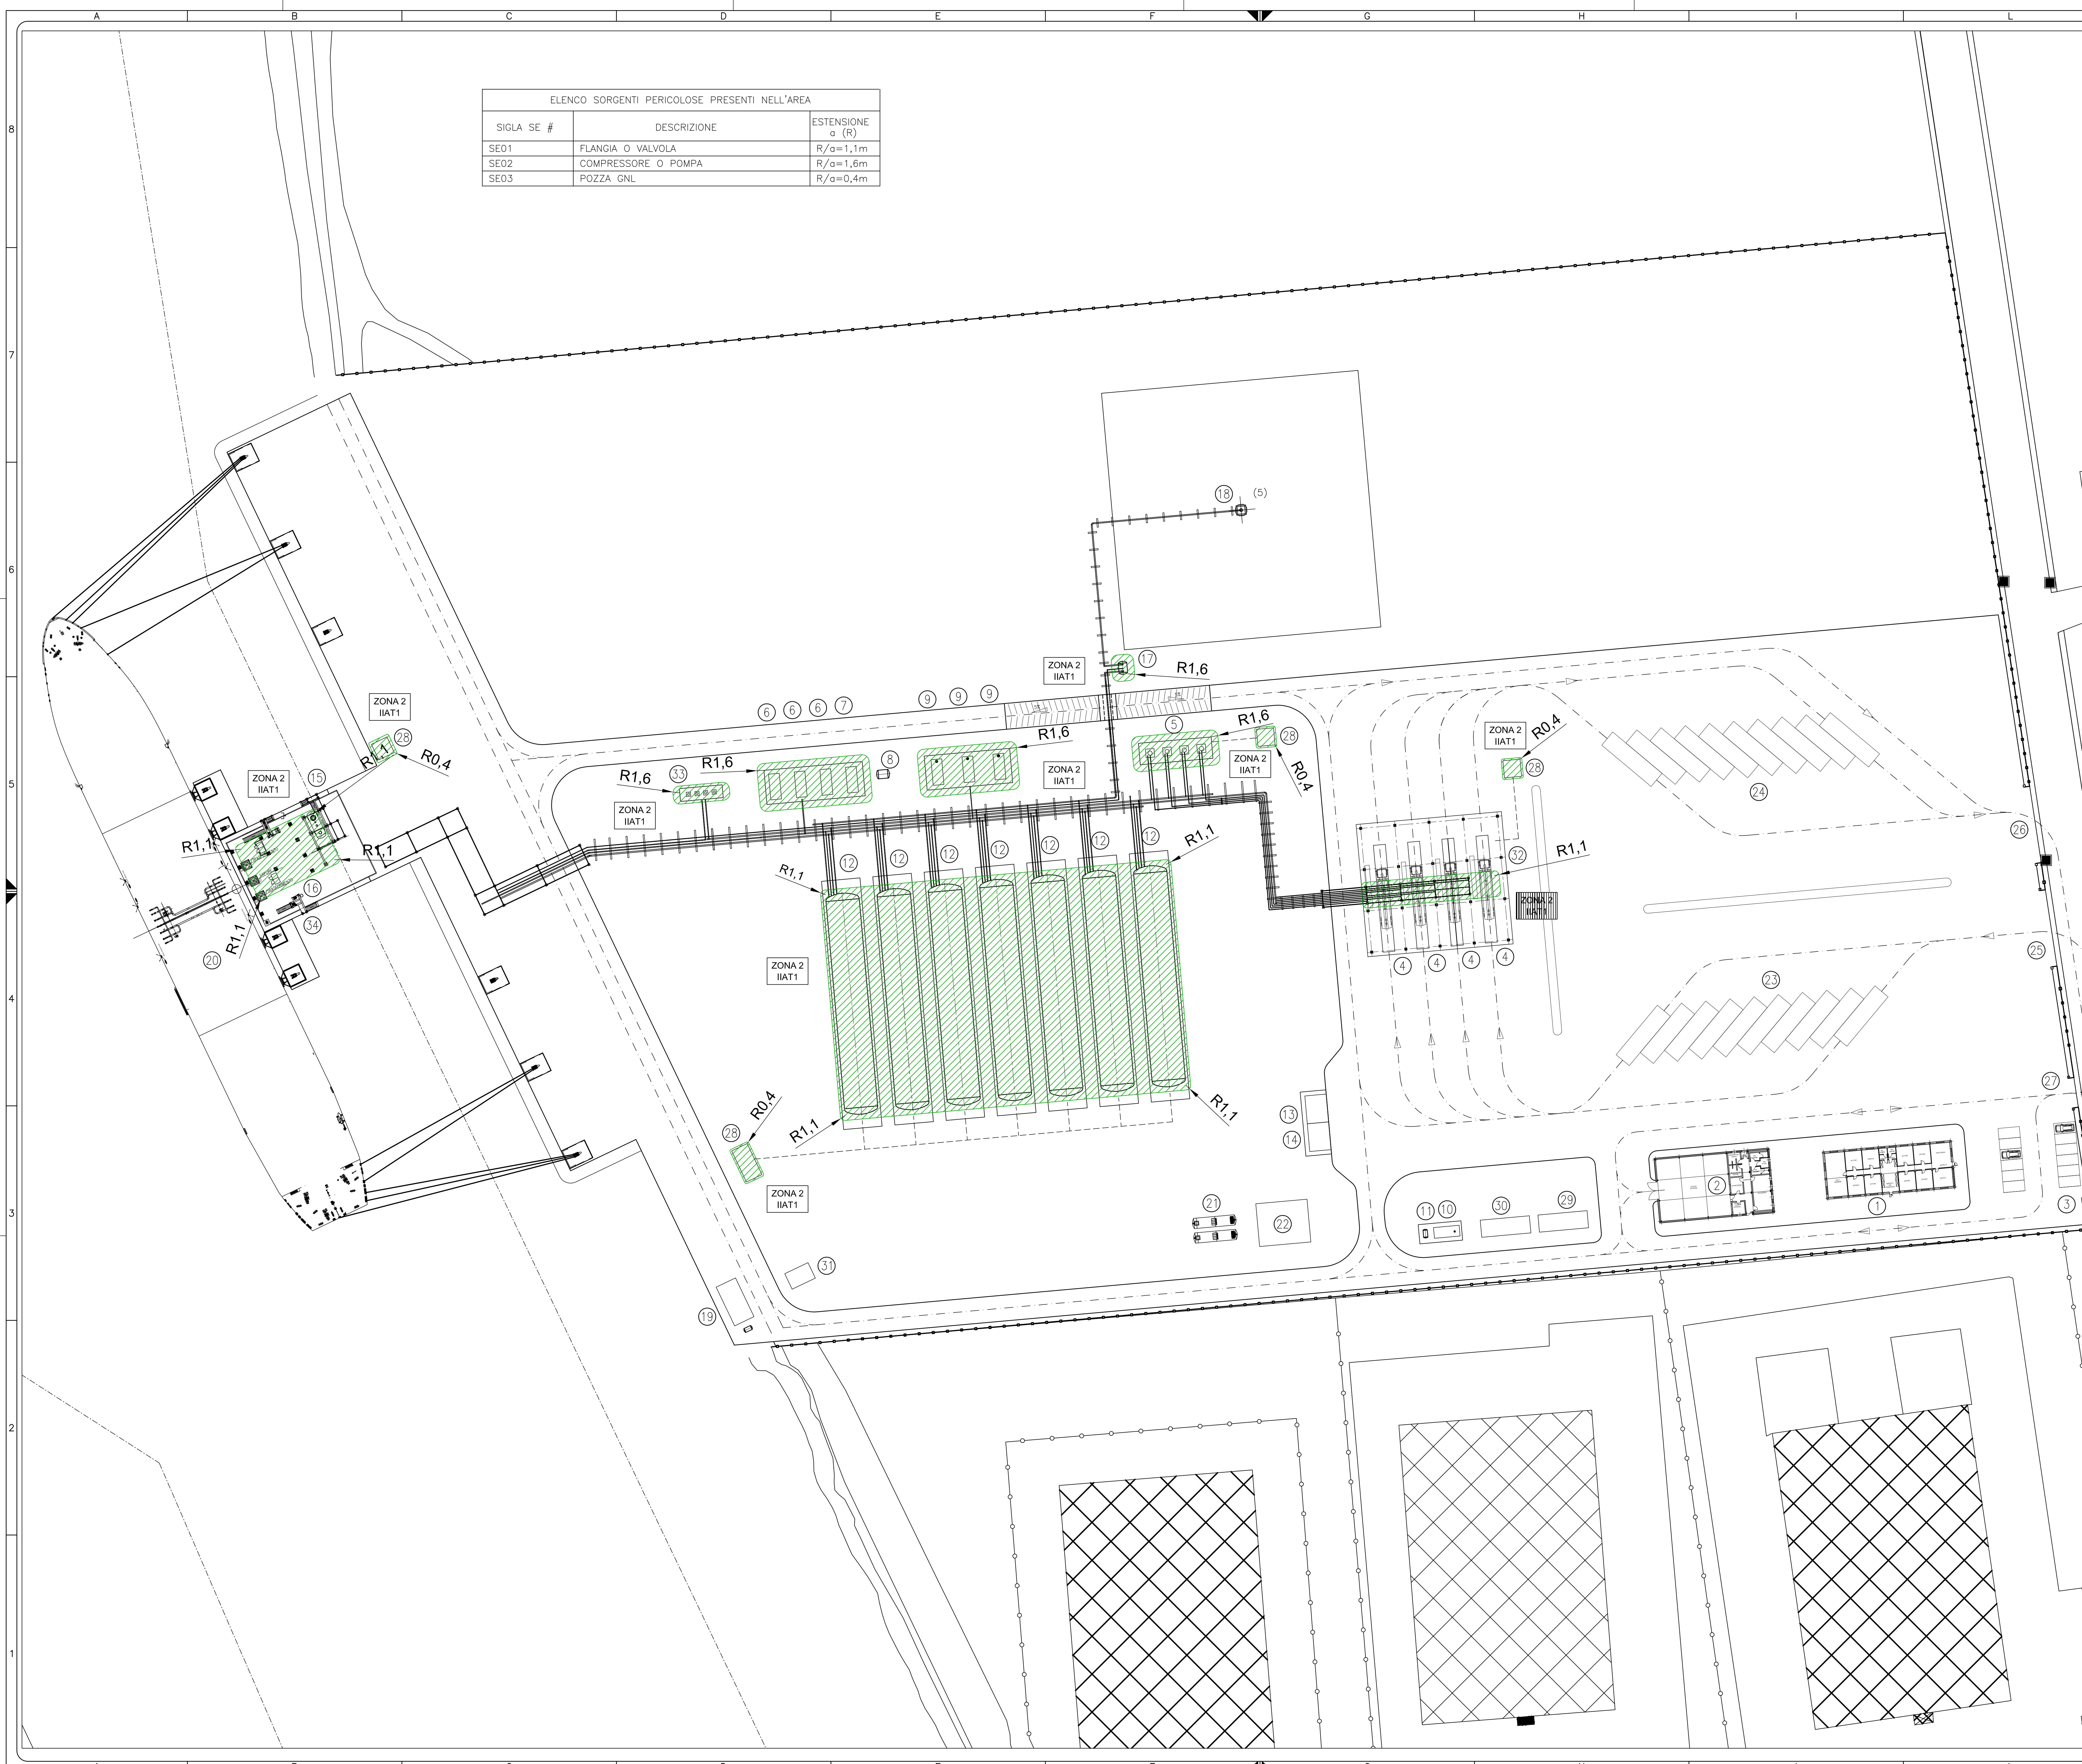 A B C D E F G H I L
8
ELENCO SORGENTI PERICOLOSE PRESENTI NELL'AREA
SIGLA SE # DESCRIZIONE ESTENSIONE
a (R)
SE01 FLANGIA O VALVOLA R/a=1,1m
SE02 COMPRESSORE O POMPA R/a=1,6m
SE03 POZZA GNL R/a=0,4m
7
18 (5)
6
ZONA 2
IIAT1
17
R1,6
ZONA 2
IIAT1
28
R1,1
R0,4
6 6 6 7 9 9 9
5
R1,6
28
R0,4
R1,6
R1,6
8
33
R1,6
ZONA 2
IIAT1
ZONA 2
IIAT1
ZONA 2
IIAT1
ZONA 2
IIAT1
R0,4
28
24
5
ZONA 2
IIAT1
15
R1,1
R1,1
16
34
R1,1
20
12 12 12 12 12 12 12
R1,1
R1,1
32
R1,1
ZONA 2
IIAT1
26
25
4 4 4 4
ZONA 2
IIAT1
4
23
27
R0,4
28
R1,1
R1,1
ZONA 2
IIAT1
13
14
3
21
22
11 10 30 29
2
1
3
31
19
2
1